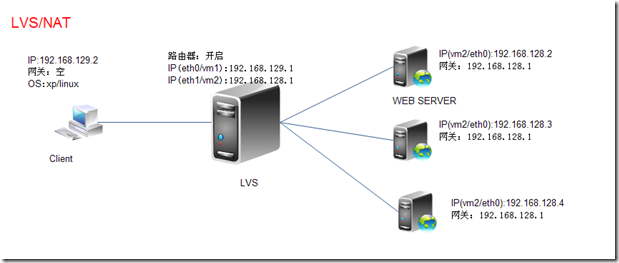 LVS/NAT
IP:192.168.129.2
网关：空
OS:xp/linux
Client
路由器：开启
IP(eth0/vm1):192.168.129.1
IP(eth1/vm2):192.168.128.1
LVS
IP(vm2/eth0):192.168.128.2
网关：192.168.128.1
WEB SERVER
IP(vm2/eth0):192.168.128.3
网关：192.168.128.1
IP(vm2/eth0):192.168.128.4
网关：192.168.128.1